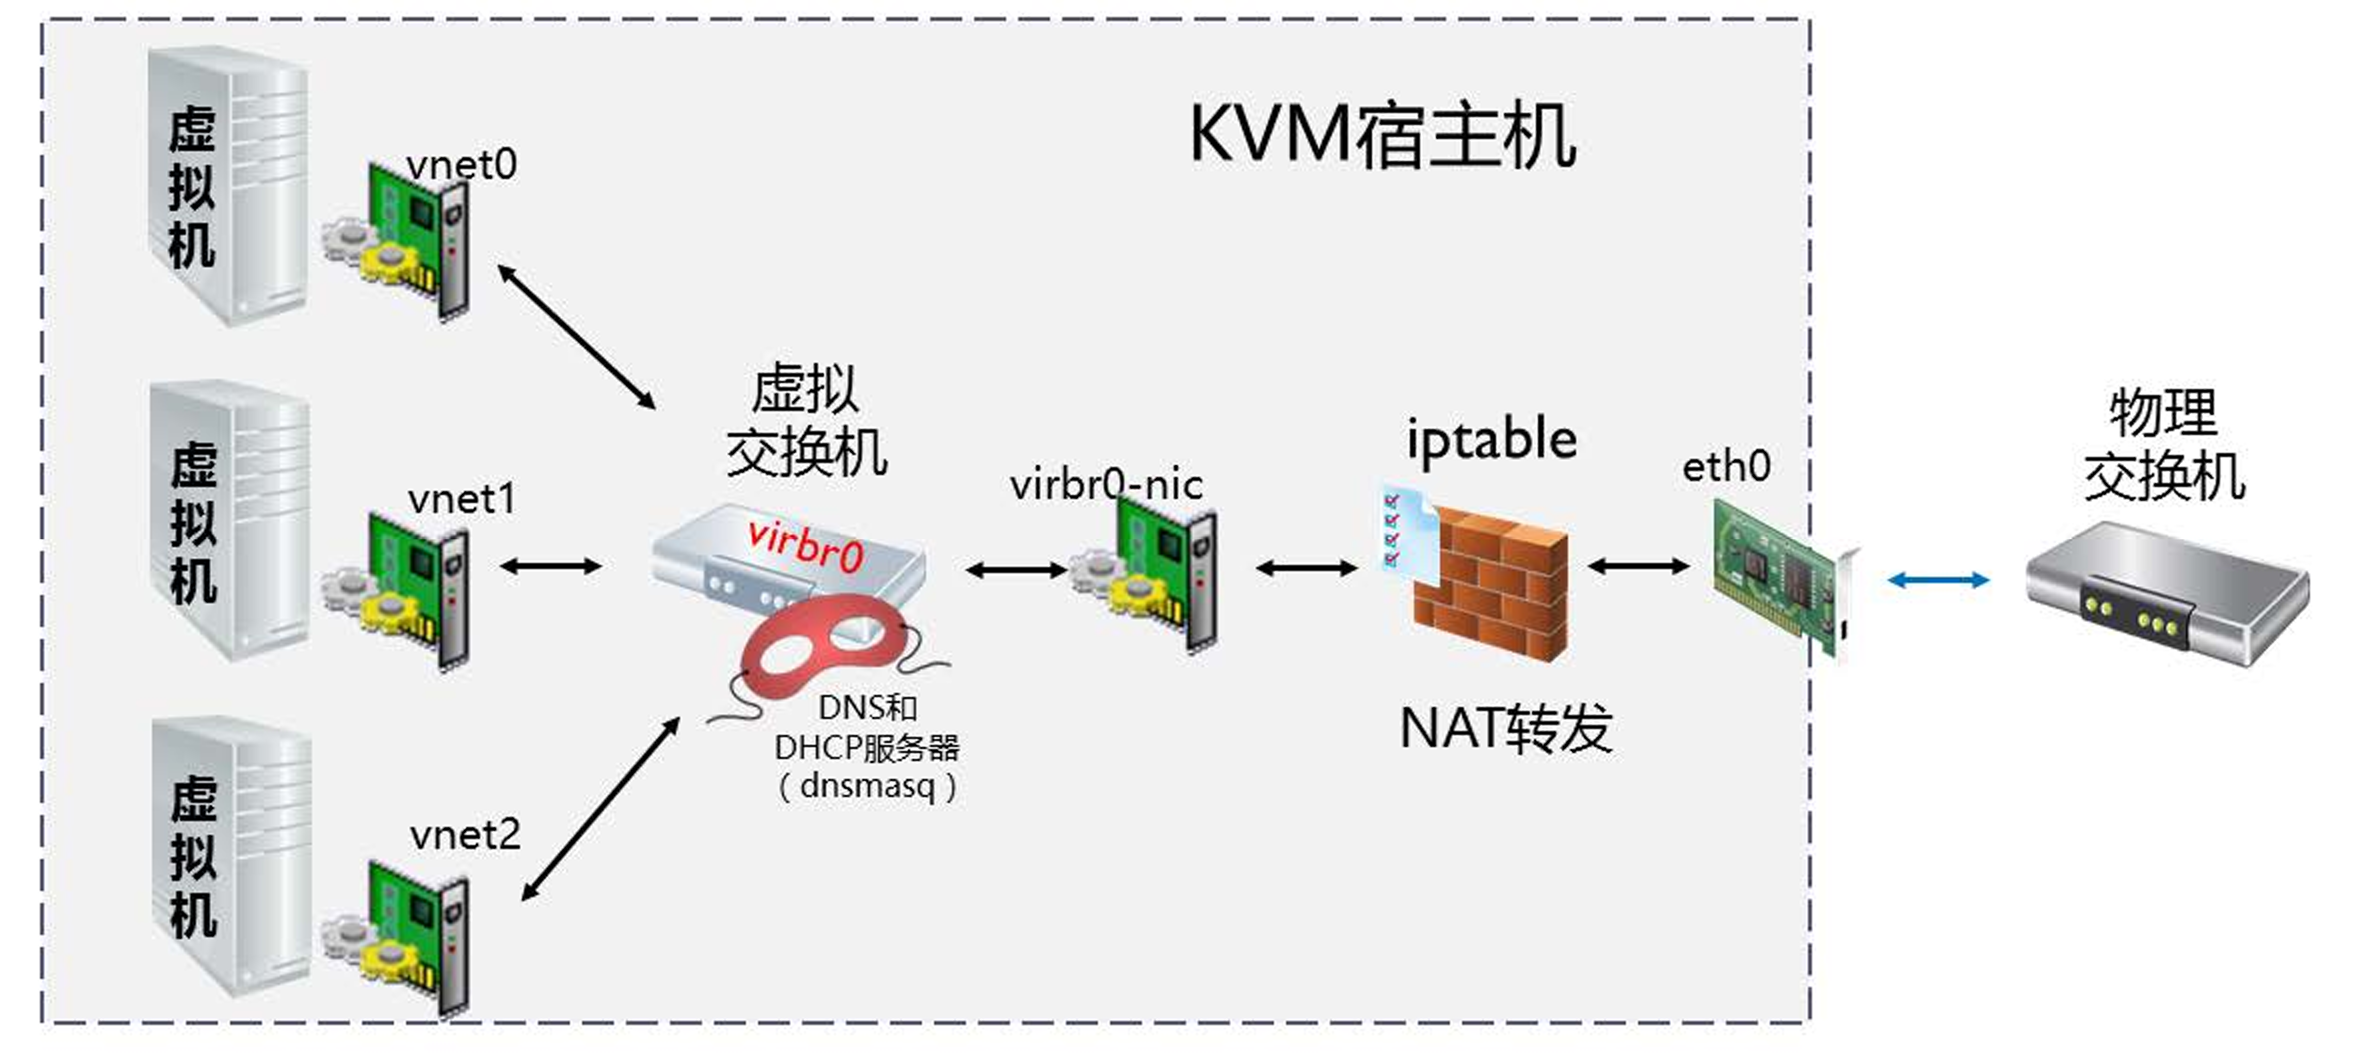 KVM宿主机
虚拟机
vnet0
虚拟机
vnet1
虚拟机
vnet2
虚拟
交换机
virbr0
DNS和
DHCP服务器
（dnsmasq）
virbr0-nic
iptable
NAT转发
eth0
物理
交换机